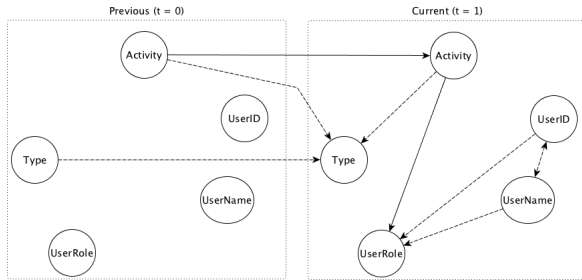 Previous (t = 0)
Current (t = 1)
Activity
Activity
UserID
UserID
Type
Type
UserName
UserName
UserRole
UserRole